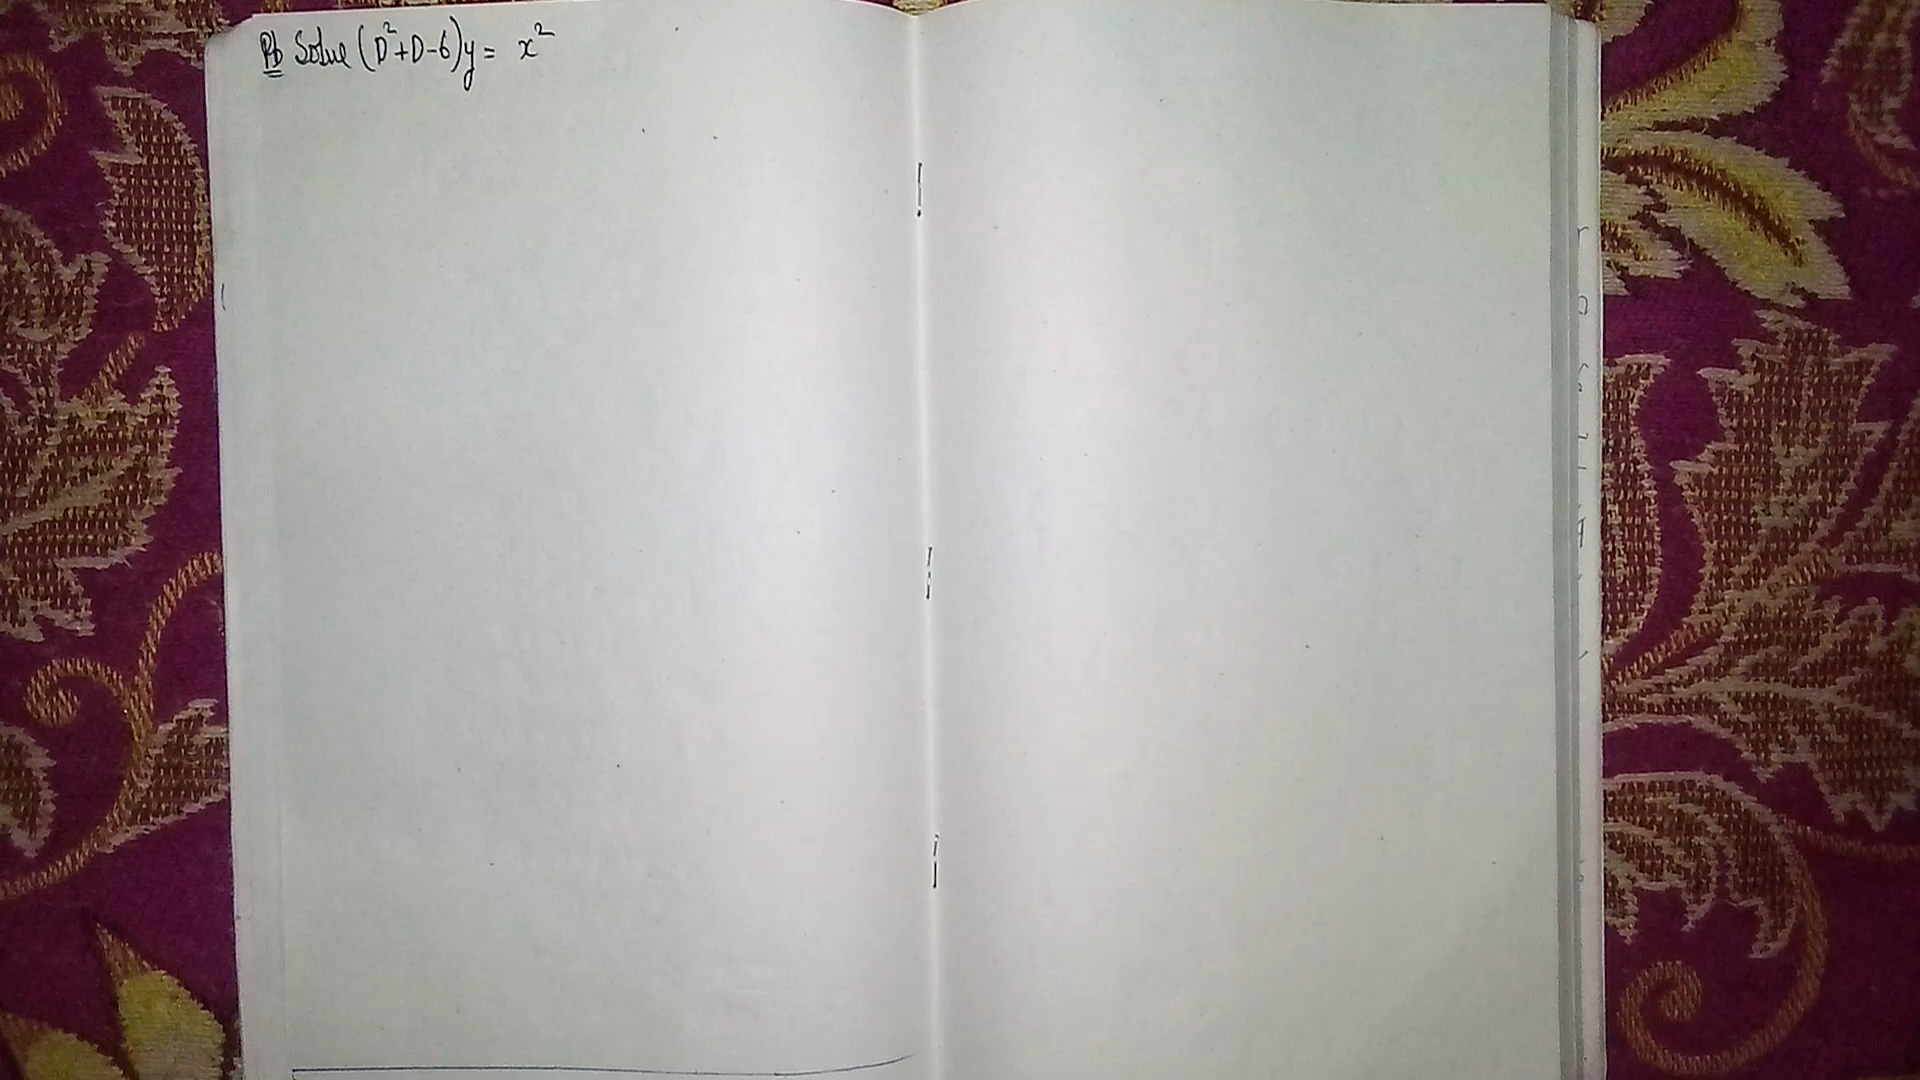 Pb Solve (D²+D-6)y = x²